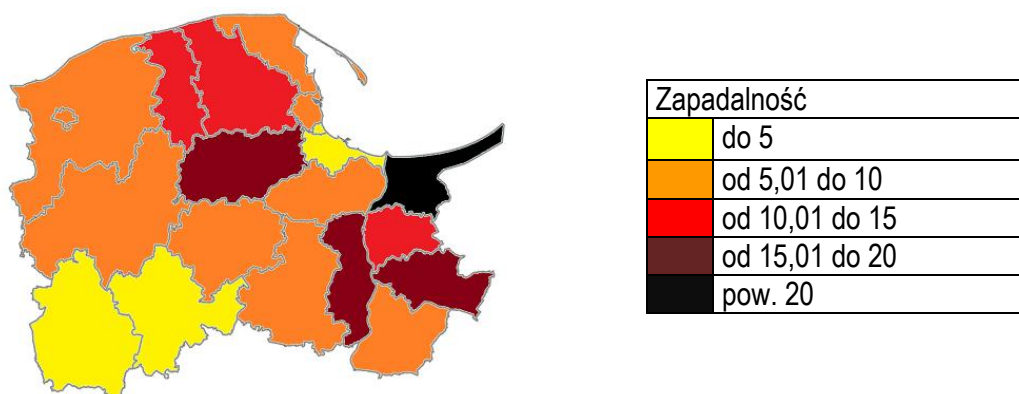 Zapadalność
do 5
od 5,01 do 10
od 10,01 do 15
od 15,01 do 20
pow. 20